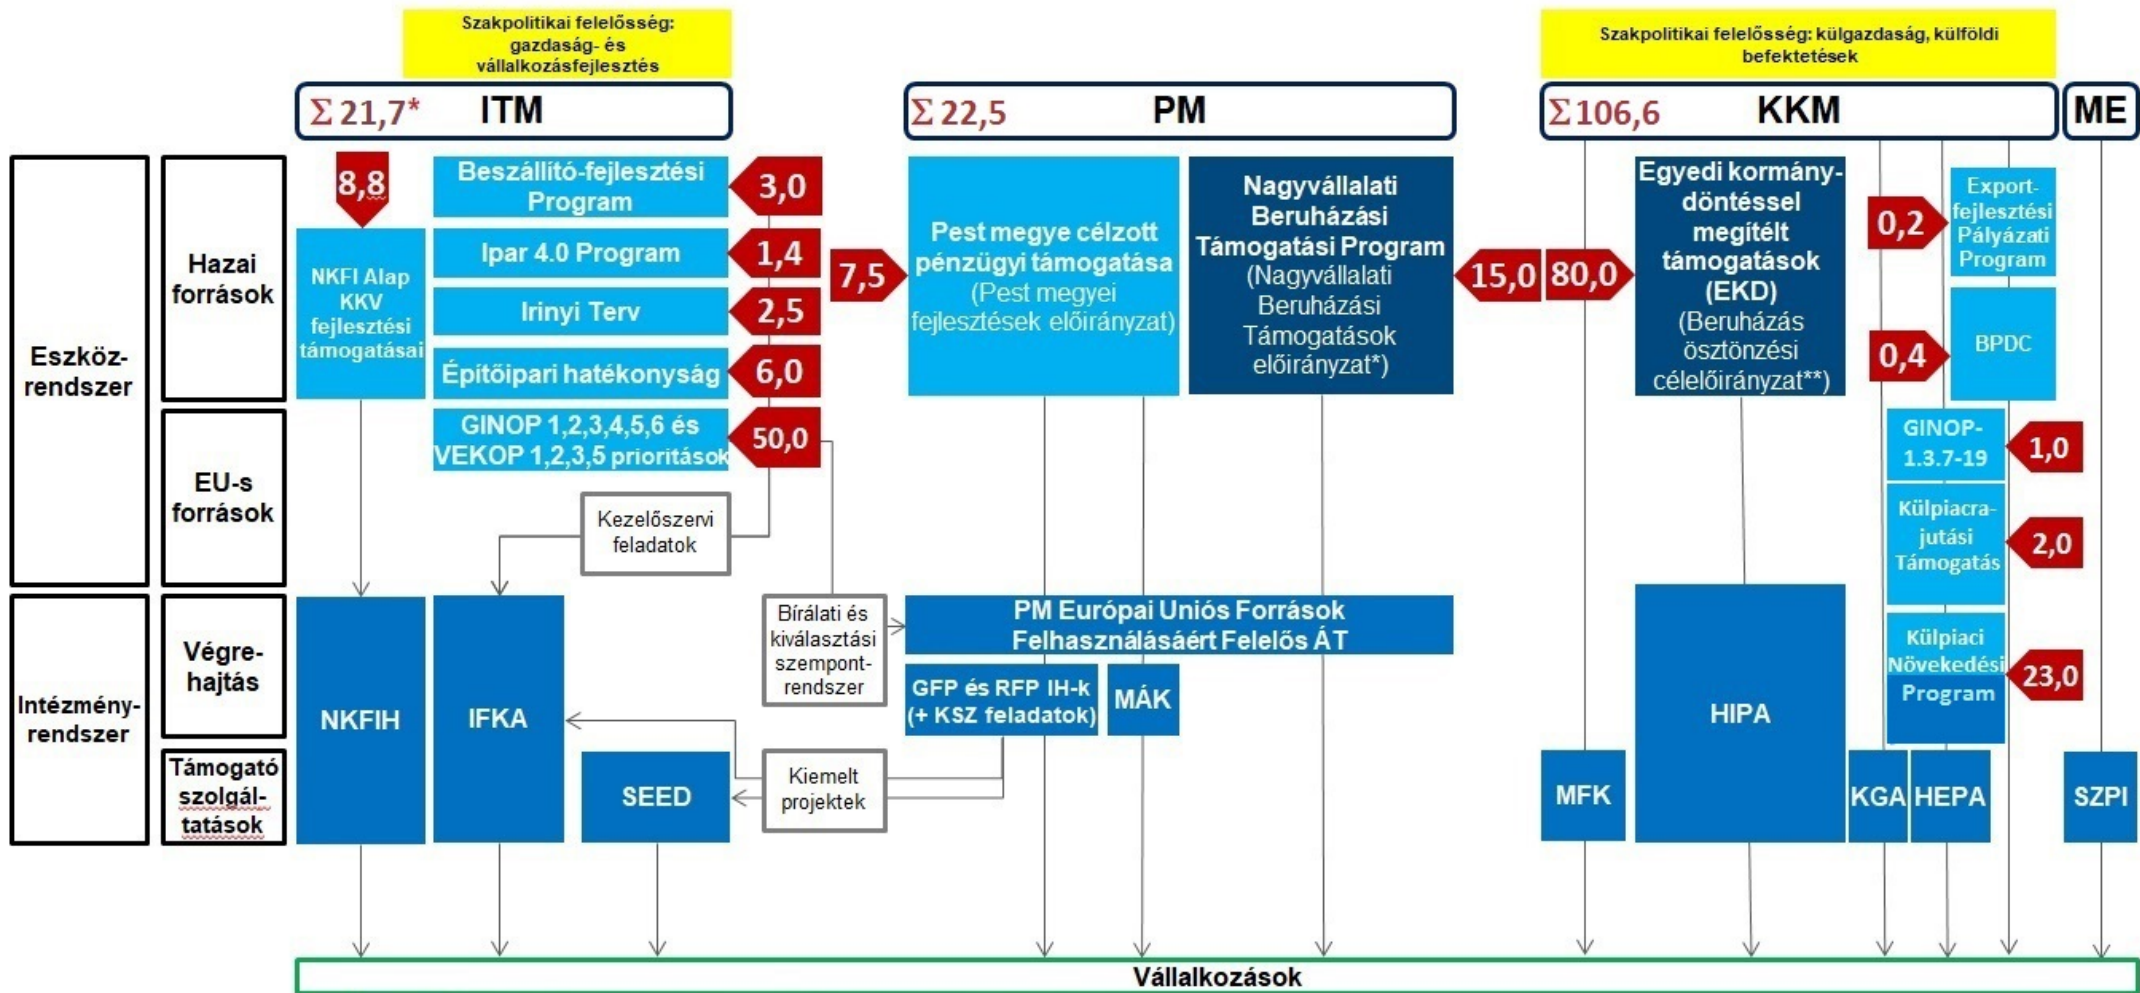 Szakpolitikai felelősség:
gazdaság- és
vállalkozásfejlesztés
Szakpolitikai felelősség: külgazdaság, külföldi
befektetések
Σ 21,7* ITM
Σ 22,5 PM
Σ 106,6 KKM
ME
Eszköz-
rendszer
Hazai
források
EU-s
források
Intézmény-
rendszer
Végre-
hajtás
Támogató
szolgál-
tatások
8,8
NKFI Alap
KKV
fejlesztési
támogatásai
Beszállító-fejlesztési
Program
3,0
Ipar 4.0 Program
1,4
Irinyi Terv
2,5
Építőipari hatékonyság
6,0
GINOP 1,2,3,4,5,6 és
VEKOP 1,2,3,5 prioritások
50,0
7,5
Pest megye célzott
pénzügyi támogatása
(Pest megyei
fejlesztések előirányzat)
Nagyvállalati
Beruházási
Támogatási Program
(Nagyvállalati
Beruházási
Támogatások
előirányzat*)
15,0
80,0
Egyedi kormány-
döntéssel
megítélt
támogatások
(EKD)
(Beruházás
ösztönzési
célelőirányzat**)
0,2
Export-
fejlesztési
Pályázati
Program
0,4
BPDC
GINOP-
1.3.7-19
1,0
Külpiacra-
jutási
Támogatás
2,0
Külpiaci
Növekedési
Program
23,0
Kezelőszervi
feladatok
Bírálati és
kiválasztási
szempont-
rendszer
PM Európai Uniós Források
Felhasználásáért Felelős ÁT
GFP és RFP IH-k
(+ KSZ feladatok)
MÁK
NKFIH
IFKA
SEED
Kiemelt
projektek
MFK
HIPA
KGA
HEPA
SZPI
Vállalkozások